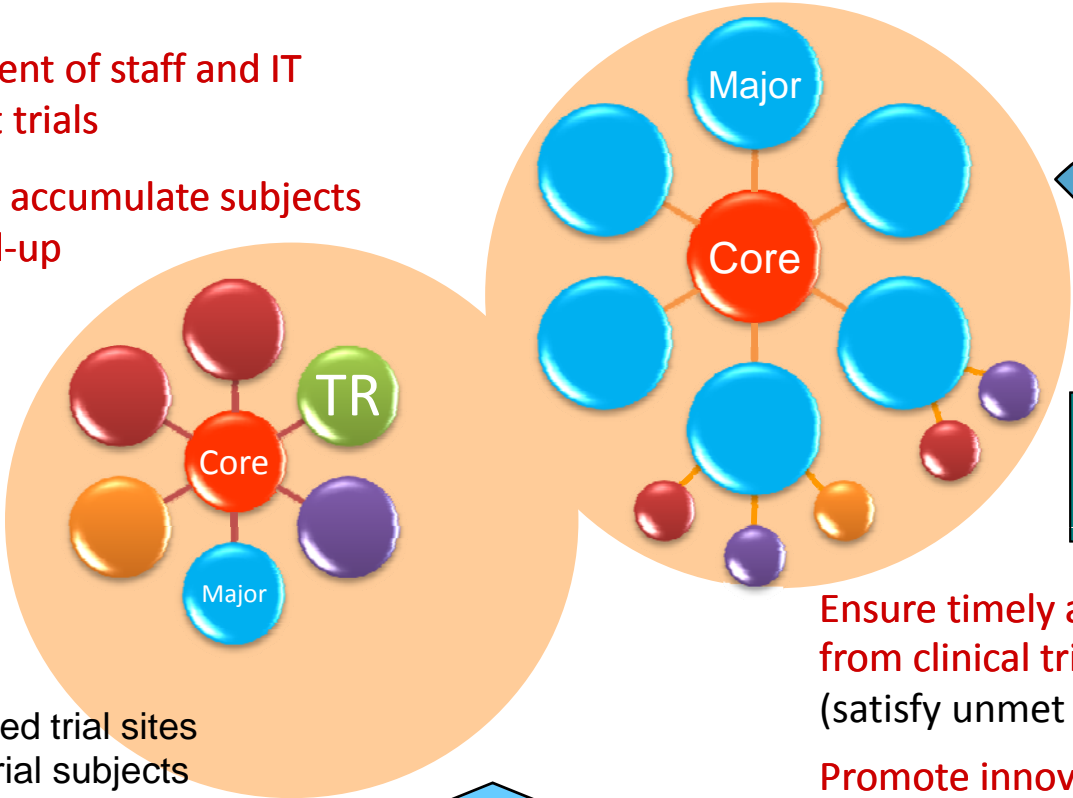 ent of staff and IT
t trials
accumulate subjects
l-up
Major
Core
TR
Core
Major
ed trial sites
rial subjects
Ensure timely a
from clinical tri
(satisfy unmet
Promote innov